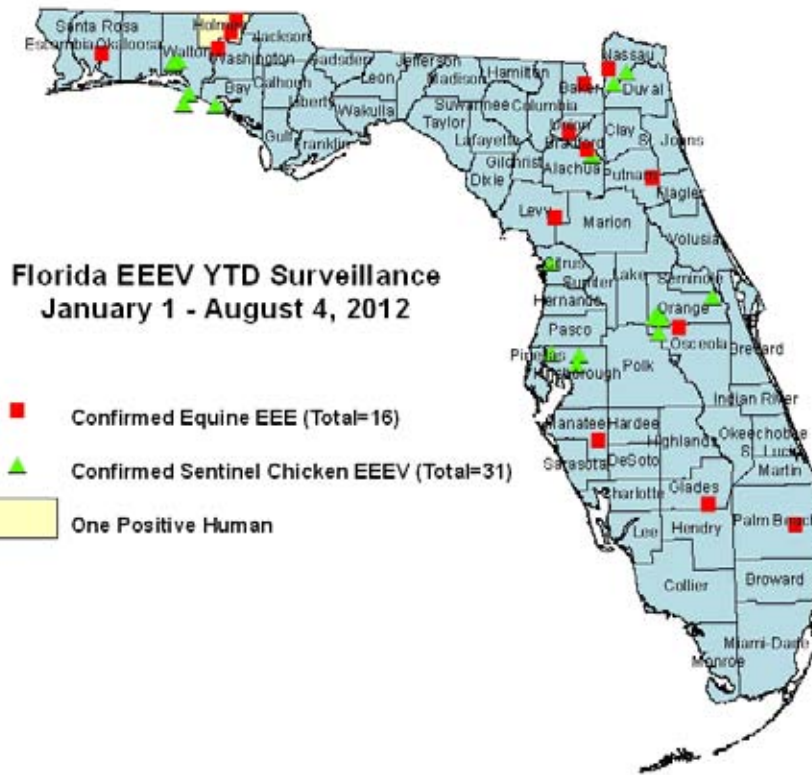 Santa Rosa
Holmes
Jackson
Escambia Okaloosa
Walton
Washington
Gadsden
Jefferson
Hamilton
Nassau
Bay
Calhoun
Leon
Madison
Baker
Duval
Liberty
Wakulla
Suwannee
Columbia
Gulf
Franklin
Taylor
Lafayette
Union
Bradford
Clay
St. Johns
Gilchrist
Dixie
Alachua
Putnam
Flagler
Levy
Marion
Volusia
Florida EEEV YTD Surveillance
January 1 - August 4, 2012
Citrus
Sumter
Lake
Seminole
Hernando
Orange
Pasco
Osceola
Brevard
Pinellas
Hillsborough
Polk
Indian River
Confirmed Equine EEE (Total=16)
Manatee
Hardee
Highlands
Okeechobee
St. Lucie
Confirmed Sentinel Chicken EEEV (Total=31)
Sarasota
DeSoto
Martin
Charlotte
Glades
One Positive Human
Lee
Hendry
Palm Beach
Collier
Broward
Miami-Dade
Monroe